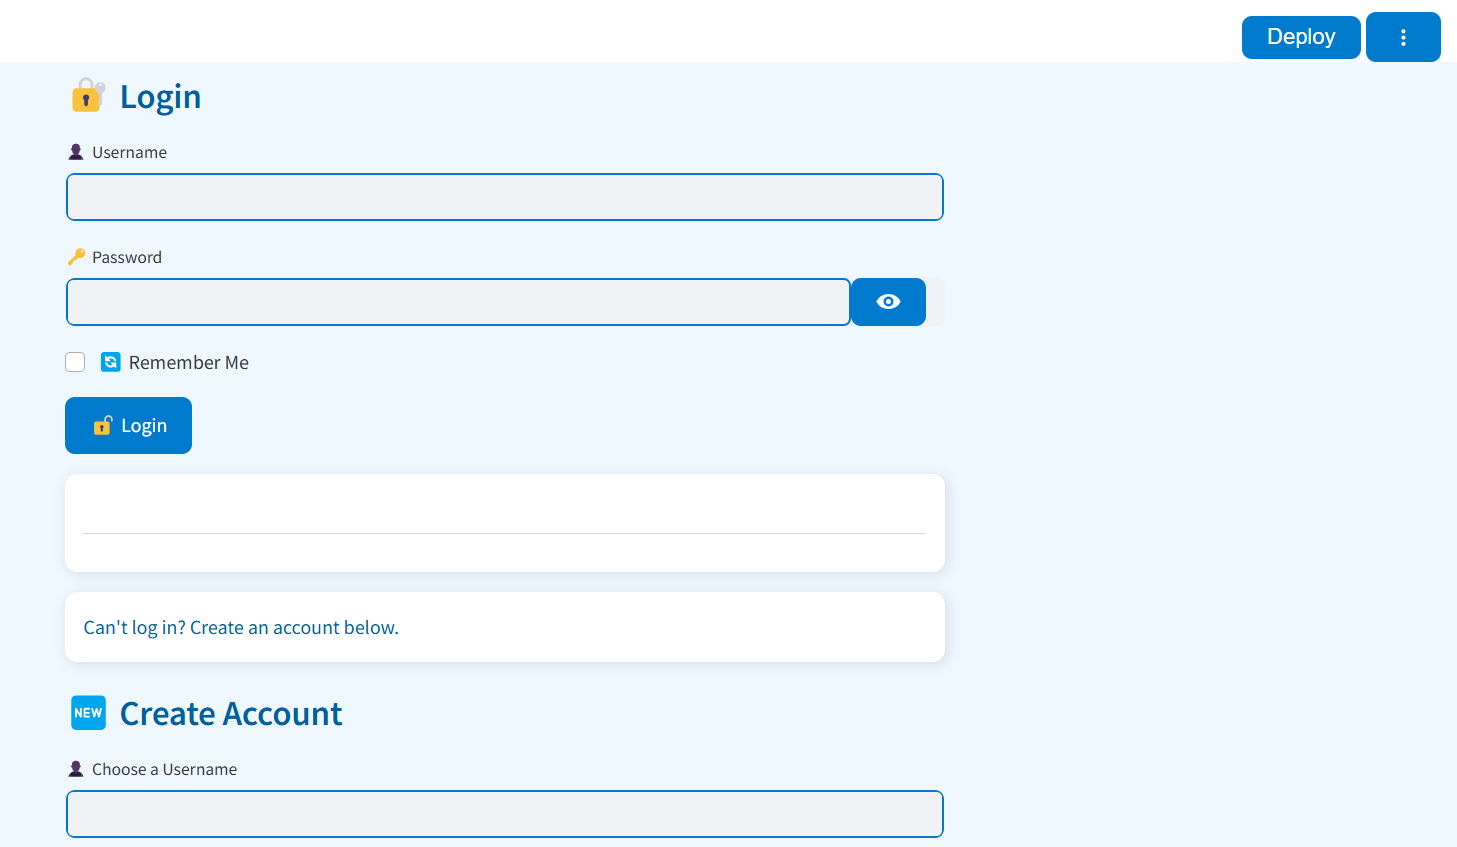 Deploy
Login
Username
Password
Remember Me
Login
Can't log in? Create an account below.
NEW Create Account
Choose a Username